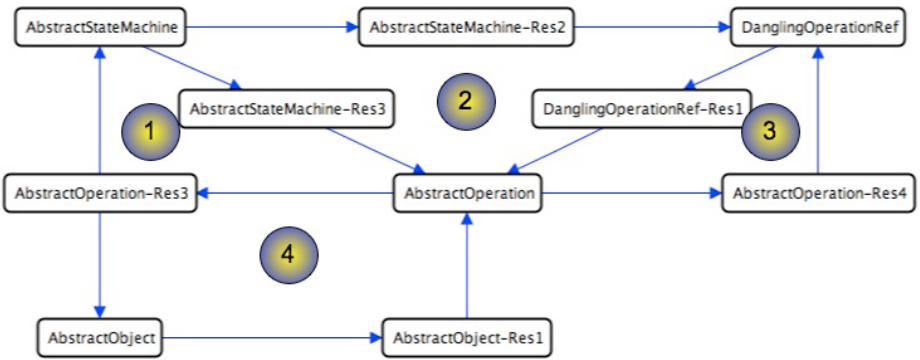 AbstractStateMachine
AbstractStateMachine-Res2
DanglingOperationRef
AbstractStateMachine-Res3
2
DanglingOperationRef-Res1
1
3
AbstractOperation-Res3
AbstractOperation
AbstractOperation-Res4
4
AbstractObject
AbstractObject-Res1